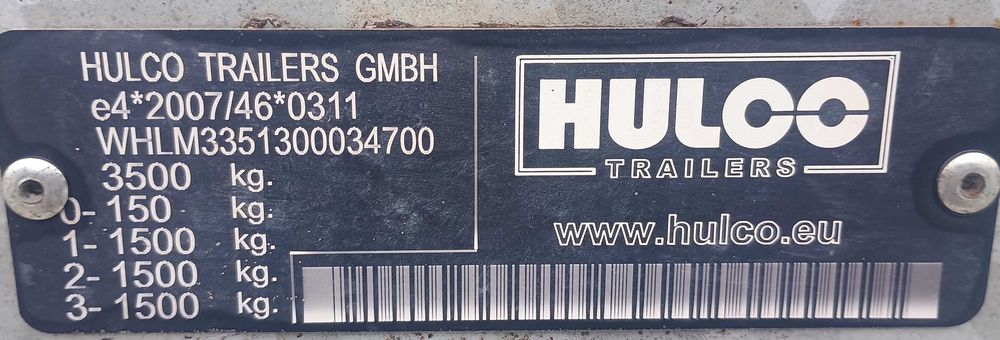 HULCO TRAILERS GMBH
e4*2007/46*0311
WHLM3351300034700
3500 kg.
0- 150 kg.
1- 1500 kg.
2- 1500 kg.
3- 1500 kg.
HULCO
TRAILERS
www.hulco.eu